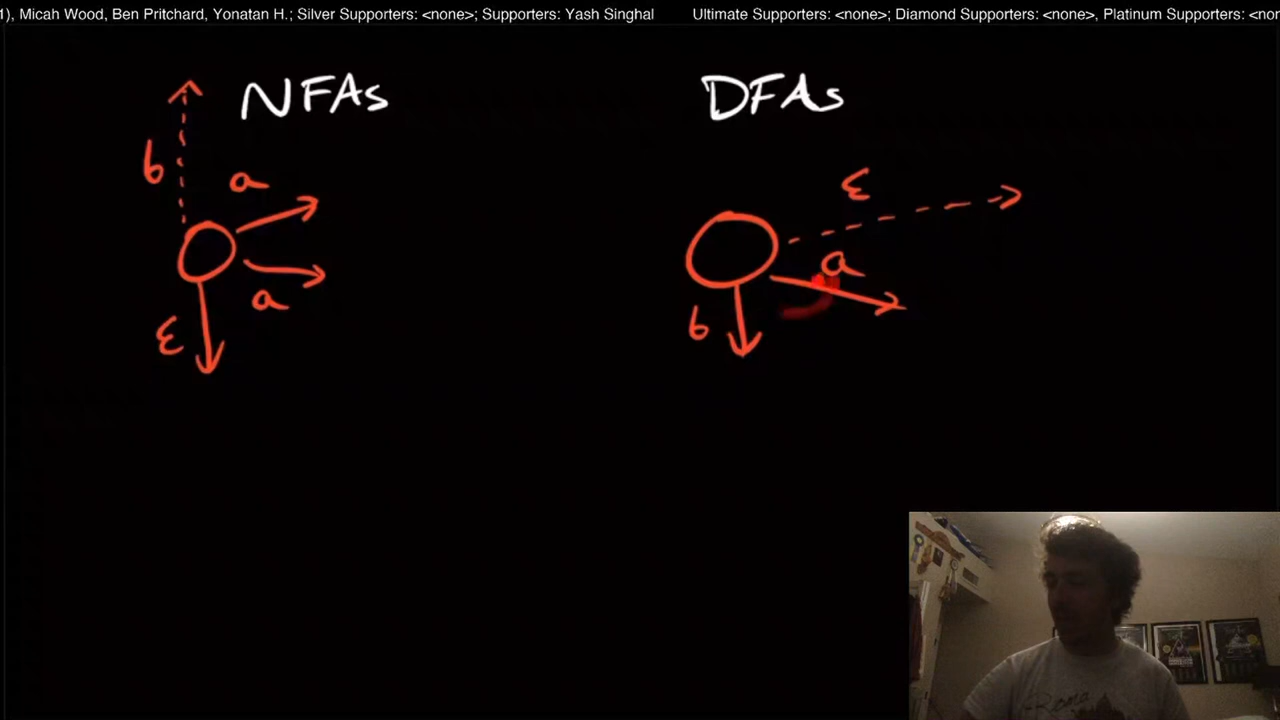 1), Micah Wood, Ben Pritchard, Yonatan H.; Silver Supporters: <none>; Supporters: Yash Singhal Ultimate Supporters: <none>; Diamond Supporters: <none>, Platinum Supporters: <nor
NFAs
b
a
a
ε
DFAs
ε
a
b